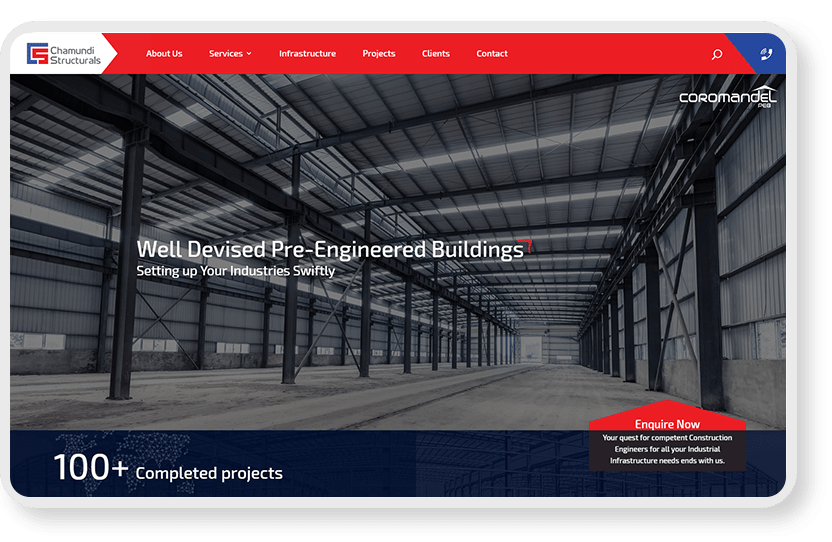 Chamundi
Structurals
About Us
Services
Infrastructure
Projects
Clients
Contact
COROMANDEL
PEB
Well Devised Pre-Engineered Buildings
Setting up Your Industries Swiftly
Enquire Now
Your quest for competent Construction
Engineers for all your Industrial
Infrastructure needs ends with us.
100+ Completed projects